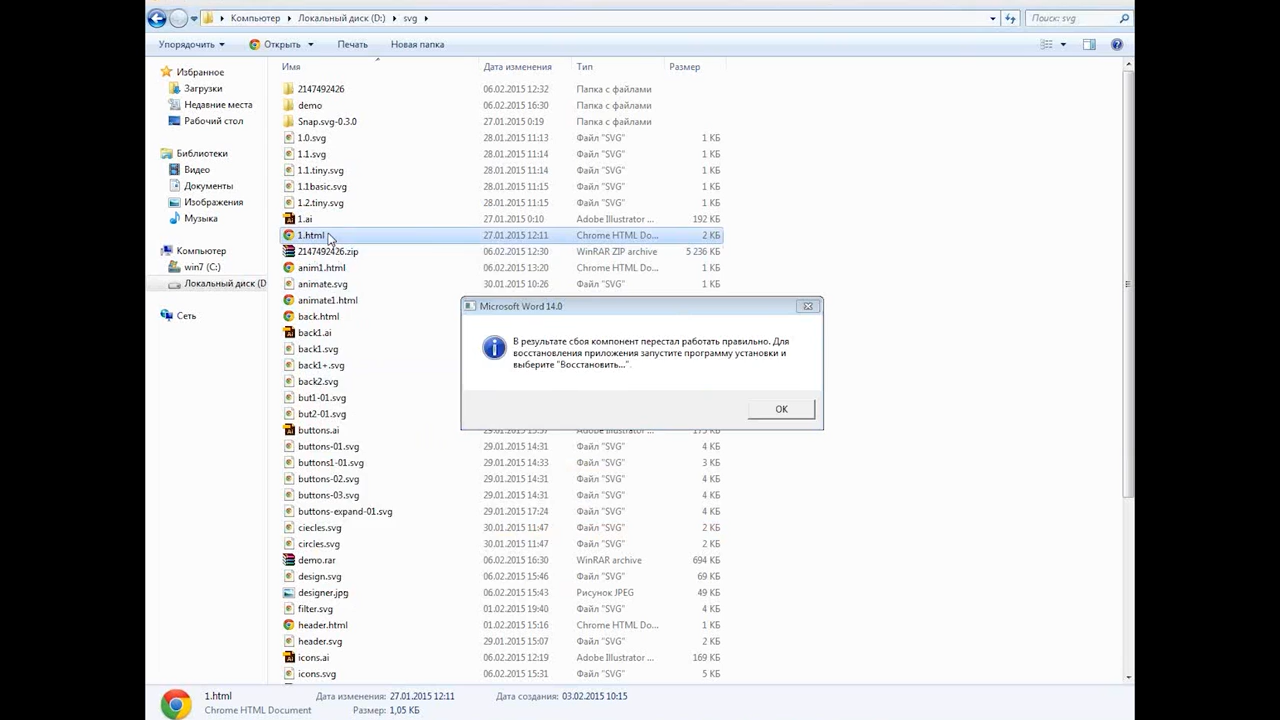 Компьютер ▸ Локальный диск (D:) ▸ svg ▸
Поиск: svg
Упорядочить Открыть Печать Новая папка
Имя Дата изменения Тип Размер
Избранное
Загрузки
Недавние места
Рабочий стол
Библиотеки
Видео
Документы
Изображения
Музыка
Компьютер
win7 (C:)
Локальный диск (D
Сеть
2147492426 06.02.2015 12:32 Папка с файлами
demo 06.02.2015 16:30 Папка с файлами
Snap.svg-0.3.0 27.01.2015 0:19 Папка с файлами
1.0.svg 28.01.2015 11:13 Файл "SVG" 1 КБ
1.1.svg 28.01.2015 11:14 Файл "SVG" 1 КБ
1.1.tiny.svg 28.01.2015 11:14 Файл "SVG" 1 КБ
1.1basic.svg 28.01.2015 11:15 Файл "SVG" 1 КБ
1.2.tiny.svg 28.01.2015 11:15 Файл "SVG" 1 КБ
1.ai 27.01.2015 0:10 Adobe Illustrator ... 192 КБ
1.html 27.01.2015 12:11 Chrome HTML Do... 2 КБ
2147492426.zip 06.02.2015 12:30 WinRAR ZIP archive 5 236 КБ
anim1.html 06.02.2015 13:20 Chrome HTML Do... 1 КБ
animate.svg 30.01.2015 10:26 Файл "SVG" 1 КБ
animate1.html
back.html
back1.ai
back1.svg
back1+.svg
back2.svg
but1-01.svg
but2-01.svg
buttons.ai 29.01.2015 14:31 Adobe Illustrator ... 175 КБ
buttons-01.svg 29.01.2015 14:31 Файл "SVG" 4 КБ
buttons1-01.svg 29.01.2015 14:33 Файл "SVG" 3 КБ
buttons-02.svg 29.01.2015 14:31 Файл "SVG" 4 КБ
buttons-03.svg 29.01.2015 14:31 Файл "SVG" 4 КБ
buttons-expand-01.svg 29.01.2015 17:24 Файл "SVG" 4 КБ
ciecles.svg 30.01.2015 11:47 Файл "SVG" 2 КБ
circles.svg 30.01.2015 11:47 Файл "SVG" 2 КБ
demo.rar 06.02.2015 16:30 WinRAR archive 694 КБ
design.svg 06.02.2015 15:46 Файл "SVG" 69 КБ
designer.jpg 06.02.2015 15:43 Рисунок JPEG 49 КБ
filter.svg 01.02.2015 19:40 Файл "SVG" 4 КБ
header.html 01.02.2015 15:16 Chrome HTML Do... 1 КБ
header.svg 29.01.2015 15:07 Файл "SVG" 2 КБ
icons.ai 06.02.2015 12:19 Adobe Illustrator ... 169 КБ
icons.svg 06.02.2015 15:31 Файл "SVG" 5 КБ
Microsoft Word 14.0
В результате сбоя компонент перестал работать правильно. Для
восстановления приложения запустите программу установки и
выберите "Восстановить...".
OK
1.html Дата изменения: 27.01.2015 12:11 Дата создания: 03.02.2015 10:15
Chrome HTML Document Размер: 1,05 КБ